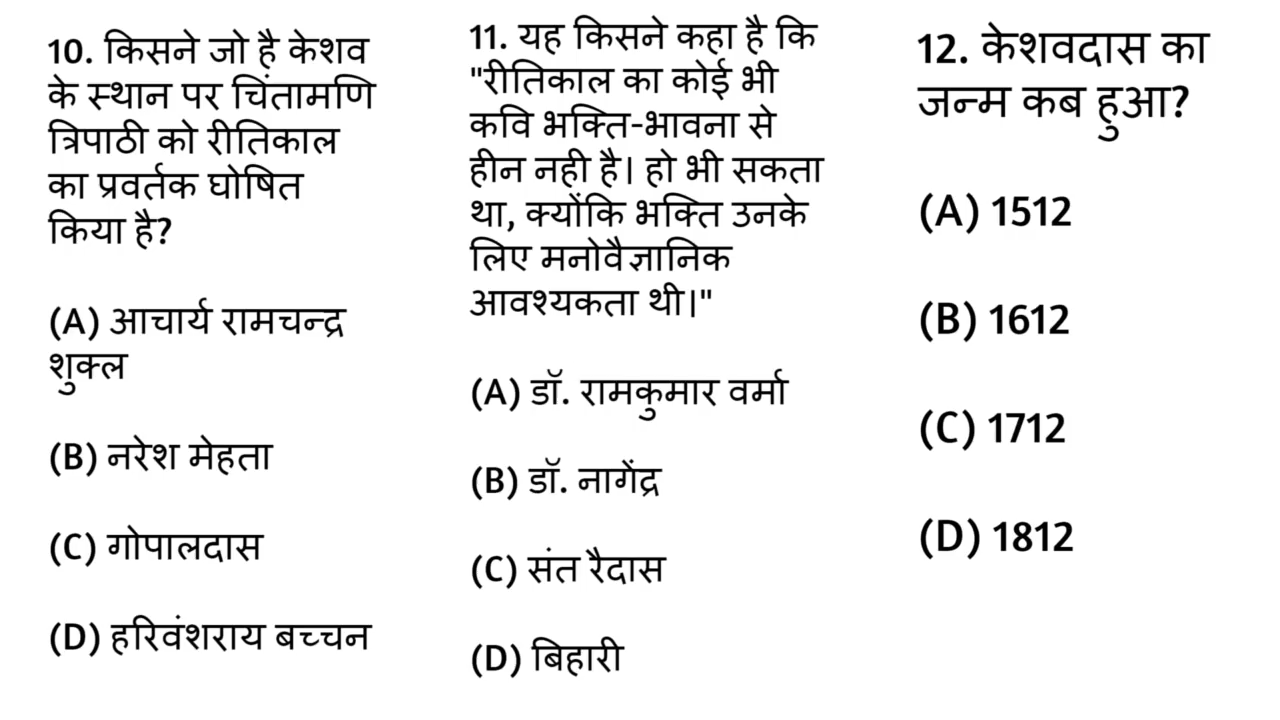 10. किसने जो है केशव
के स्थान पर चिंतामणि
त्रिपाठी को रीतिकाल
का प्रवर्तक घोषित
किया है?
(A) आचार्य रामचन्द्र
शुक्ल
(B) नरेश मेहता
(C) गोपालदास
(D) हरिवंशराय बच्चन
11. यह किसने कहा है कि
"रीतिकाल का कोई भी
कवि भक्ति-भावना से
हीन नही है। हो भी सकता
था, क्योंकि भक्ति उनके
लिए मनोवैज्ञानिक
आवश्यकता थी।"
(A) डॉ. रामकुमार वर्मा
(B) डॉ. नागेंद्र
(C) संत रैदास
(D) बिहारी
12. केशवदास का
जन्म कब हुआ?
(A) 1512
(B) 1612
(C) 1712
(D) 1812